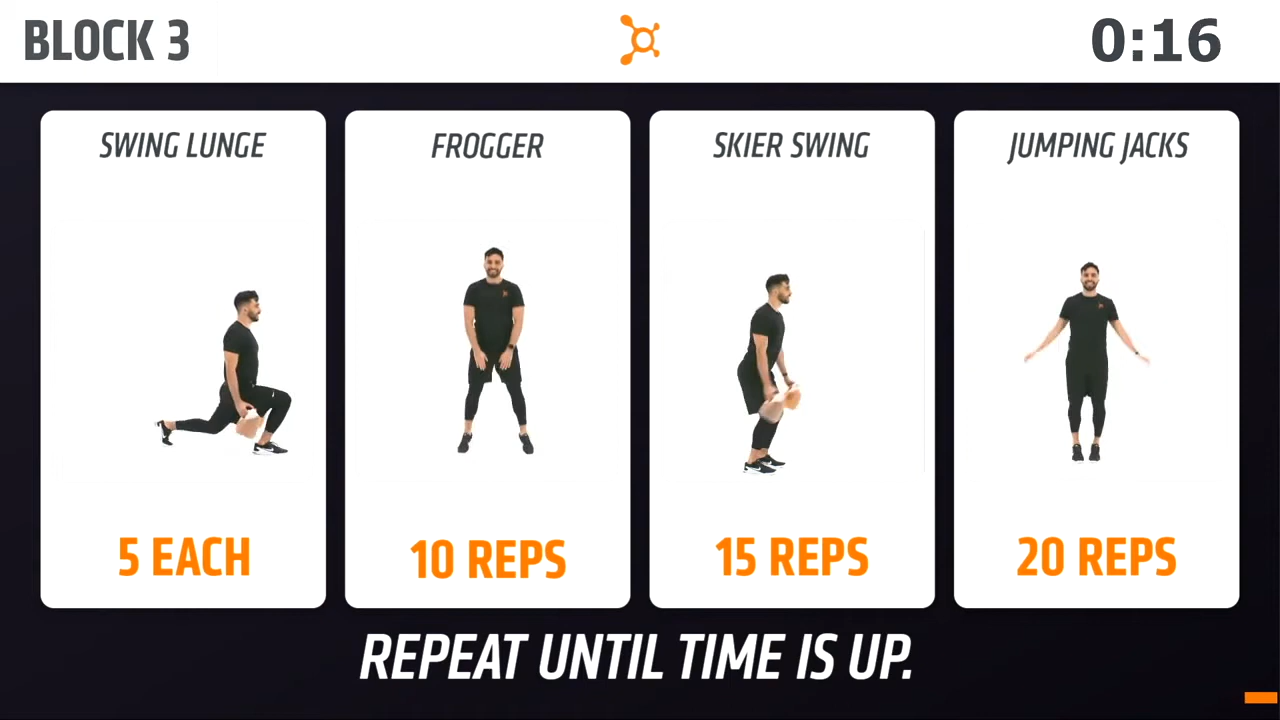 BLOCK 3
0:16
SWING LUNGE
FROGGER
SKIER SWING
JUMPING JACKS
5 EACH
10 REPS
15 REPS
20 REPS
REPEAT UNTIL TIME IS UP.